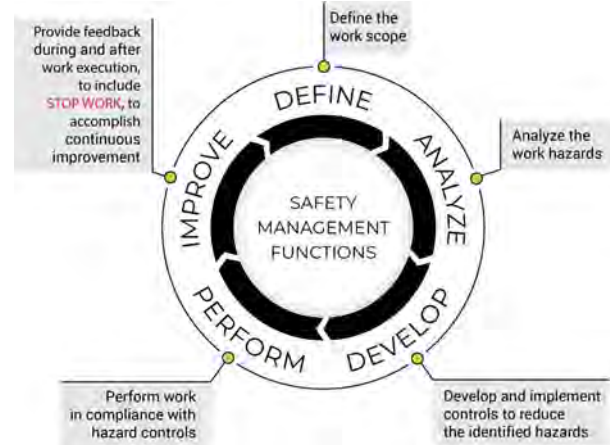 Define the
work scope
Provide feedback
during and after
work execution,
to include
STOP WORK, to
accomplish
continuous
improvement
DEFINE
ANALYZE
Analyze the
work hazards
IMPROVE
SAFETY
MANAGEMENT
FUNCTIONS
PERFORM
DEVELOP
Perform work
in compliance with
hazard controls
Develop and implement
controls to reduce
the identified hazards